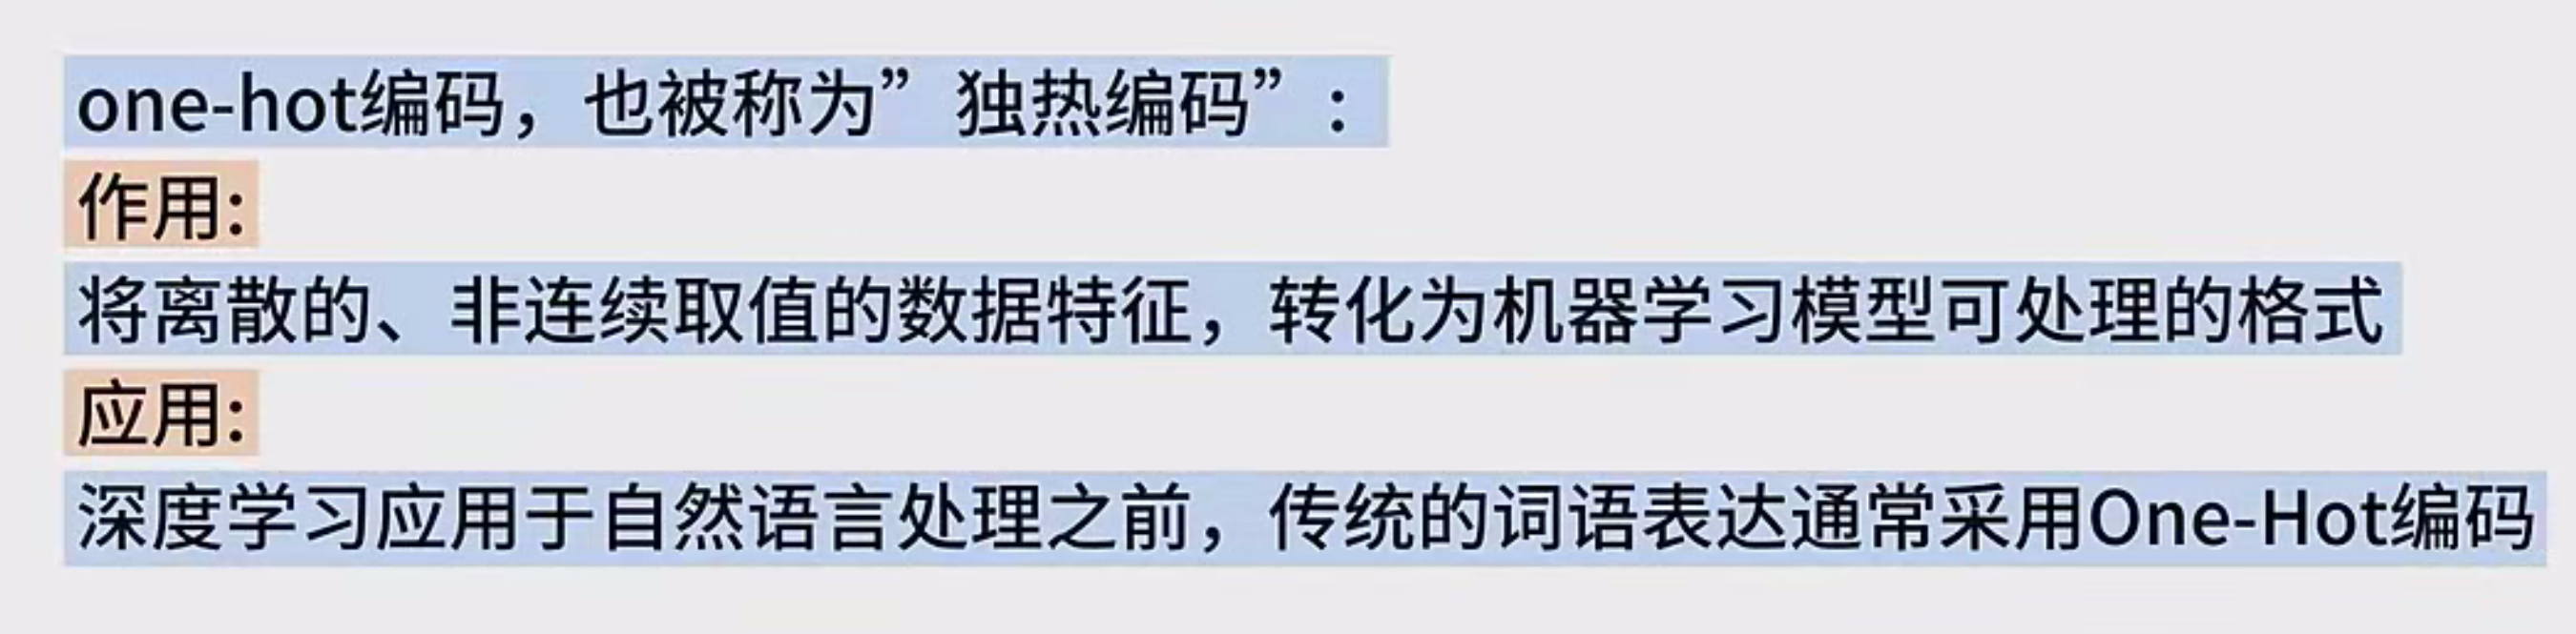 one-hot编码，也被称为”独热编码”：
作用:
将离散的、非连续取值的数据特征，转化为机器学习模型可处理的格式
应用:
深度学习应用于自然语言处理之前，传统的词语表达通常采用One-Hot编码